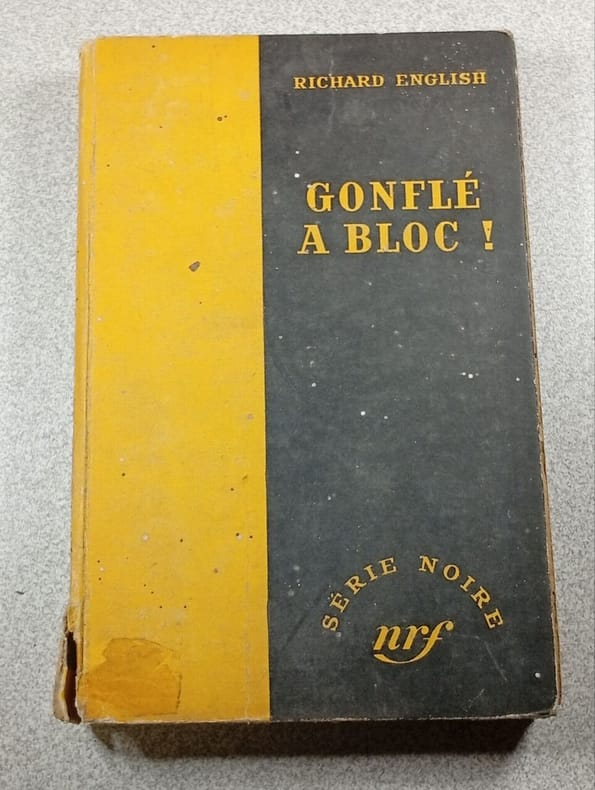 RICHARD ENGLISH
GONFLÉ
A BLOC !
SÉRIE NOIRE
nrf